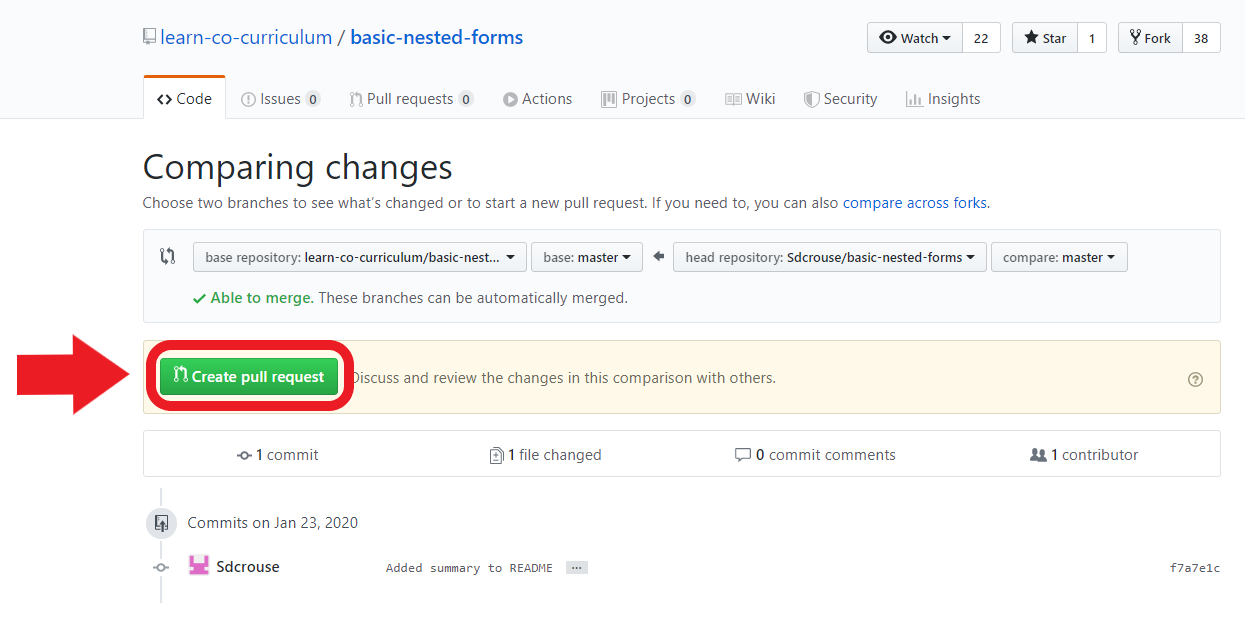 learn-co-curriculum / basic-nested-forms
Watch 22 Star 1 Fork 38
Code Issues 0 Pull requests 0 Actions Projects 0 Wiki Security Insights
Comparing changes
Choose two branches to see what's changed or to start a new pull request. If you need to, you can also compare across forks.
base repository: learn-co-curriculum/basic-nest... base: master head repository: Sdcrouse/basic-nested-forms compare: master
Able to merge. These branches can be automatically merged.
Create pull request Discuss and review the changes in this comparison with others.
1 commit 1 file changed 0 commit comments 1 contributor
Commits on Jan 23, 2020
Sdcrouse Added summary to README ... f7a7e1c